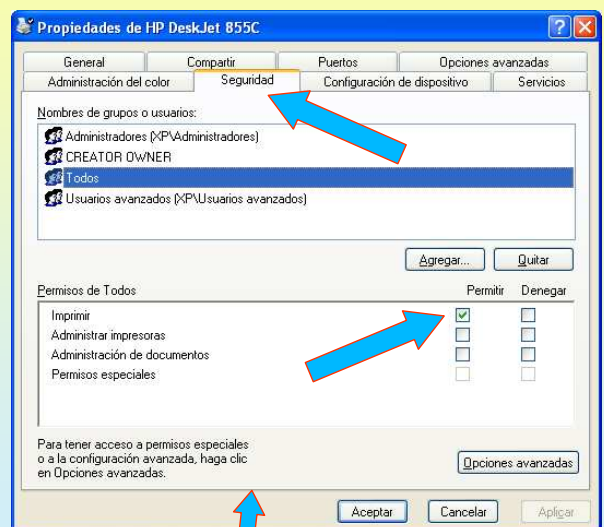 Propiedades de HP DeskJet 855C
General Compartir Puertos Opciones avanzadas
Administración del color Seguridad Configuración de dispositivo Servicios
Nombres de grupos o usuarios:
Administradores (XP\Administradores)
CREATOR OWNER
Todos
Usuarios avanzados (XP\Usuarios avanzados)
Agregar... Quitar
Permisos de Todos Permitir Denegar
Imprimir
Administrar impresoras
Administración de documentos
Permisos especiales
Para tener acceso a permisos especiales
o a la configuración avanzada, haga clic
en Opciones avanzadas.
Opciones avanzadas
Aceptar Cancelar Aplicar